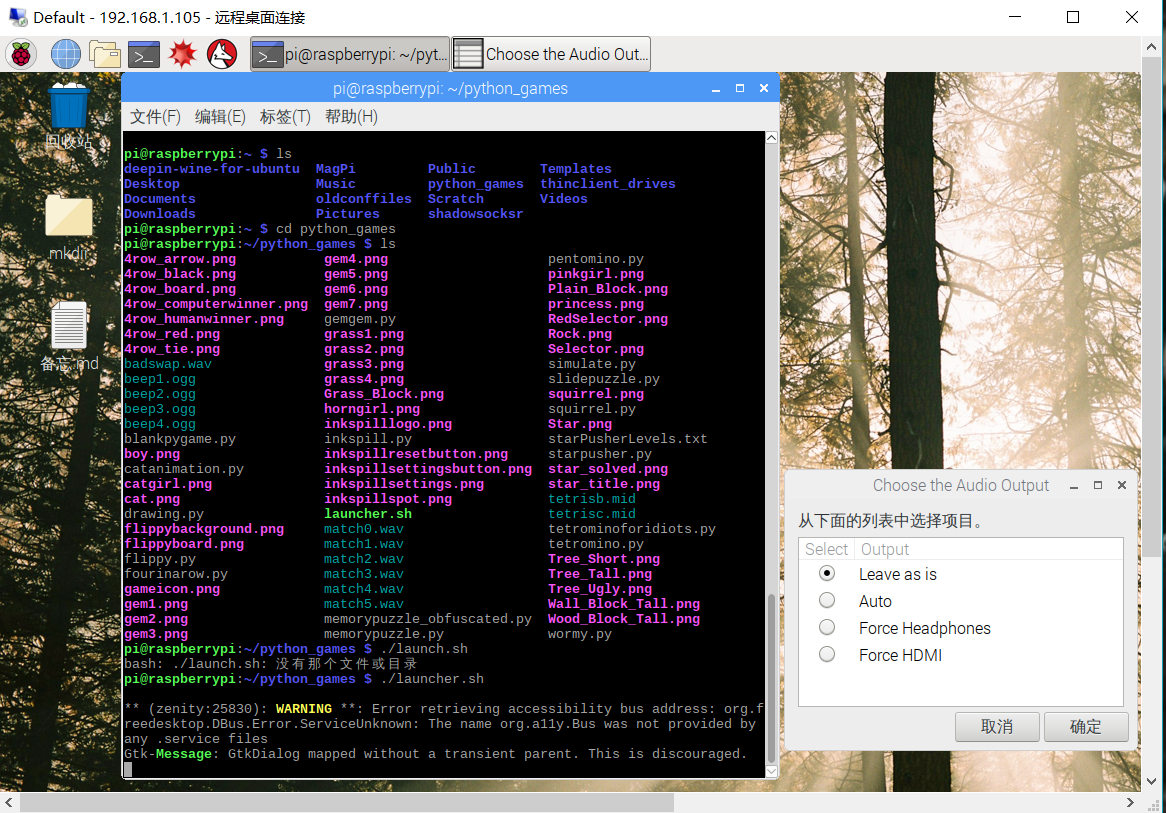 Default - 192.168.1.105 - 远程桌面连接
pi@raspberrypi: ~/pyt...
Choose the Audio Out...
回收站
mkdir
备忘.md
pi@raspberrypi: ~/python_games
文件(F) 编辑(E) 标签(T) 帮助(H)
pi@raspberrypi:~ $ ls
deepin-wine-for-ubuntu MagPi Public Templates
Desktop Music python_games thinclient_drives
Documents oldconffiles Scratch Videos
Downloads Pictures shadowsocksr
pi@raspberrypi:~ $ cd python_games
pi@raspberrypi:~/python_games $ ls
4row_arrow.png gem4.png pentomino.py
4row_black.png gem5.png pinkgirl.png
4row_board.png gem6.png Plain_Block.png
4row_computerwinner.png gem7.png princess.png
4row_humanwinner.png gemgem.py RedSelector.png
4row_red.png grass1.png Rock.png
4row_tie.png grass2.png Selector.png
badswap.wav grass3.png simulate.py
beep1.ogg grass4.png slidepuzzle.py
beep2.ogg Grass_Block.png squirrel.png
beep3.ogg horngirl.png squirrel.py
beep4.ogg inkspilllogo.png Star.png
blankpygame.py inkspill.py starPusherLevels.txt
boy.png inkspillresetbutton.png starpusher.py
catanimation.py inkspillsettingsbutton.png star_solved.png
catgirl.png inkspillsettings.png star_title.png
cat.png inkspillspot.png tetrisb.mid
drawing.py launcher.sh tetrisc.mid
flippybackground.png match0.wav tetrominoforidiots.py
flippyboard.png match1.wav tetromino.py
flippy.py match2.wav Tree_Short.png
fourinarow.py match3.wav Tree_Tall.png
gameicon.png match4.wav Tree_Ugly.png
gem1.png match5.wav Wall_Block_Tall.png
gem2.png memorypuzzle_obfuscated.py Wood_Block_Tall.png
gem3.png memorypuzzle.py wormy.py
pi@raspberrypi:~/python_games $ ./launch.sh
bash: ./launch.sh: 没有那个文件或目录
pi@raspberrypi:~/python_games $ ./launcher.sh
** (zenity:25830): WARNING **: Error retrieving accessibility bus address: org.f
reedesktop.DBus.Error.ServiceUnknown: The name org.a11y.Bus was not provided by
any .service files
Gtk-Message: GtkDialog mapped without a transient parent. This is discouraged.
Choose the Audio Output
从下面的列表中选择项目。
Select Output
Leave as is
Auto
Force Headphones
Force HDMI
取消 确定